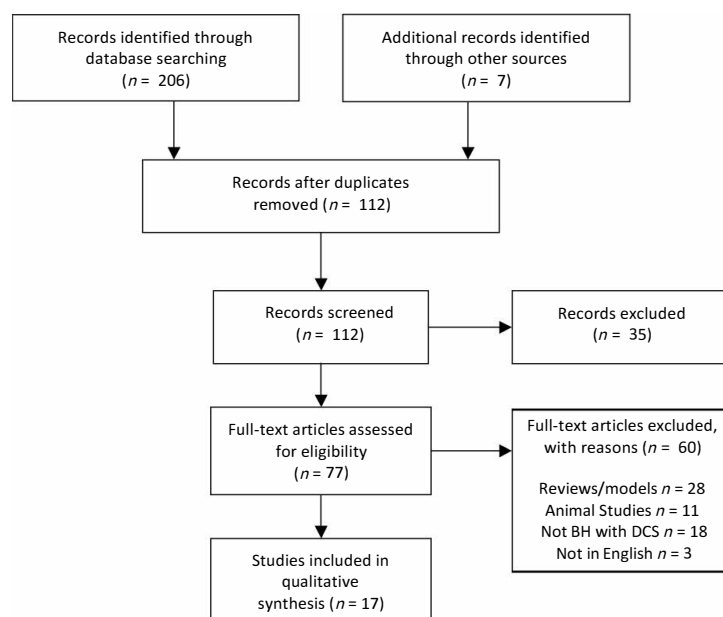 Records identified through
database searching
(n = 206)
Additional records identified
through other sources
(n = 7)
Records after duplicates
removed (n = 112)
Records screened
(n = 112)
Records excluded
(n = 35)
Full-text articles assessed
for eligibility
(n = 77)
Full-text articles excluded,
with reasons (n = 60)
Reviews/models n = 28
Animal Studies n = 11
Not BH with DCS n = 18
Not in English n = 3
Studies included in
qualitative
synthesis (n = 17)